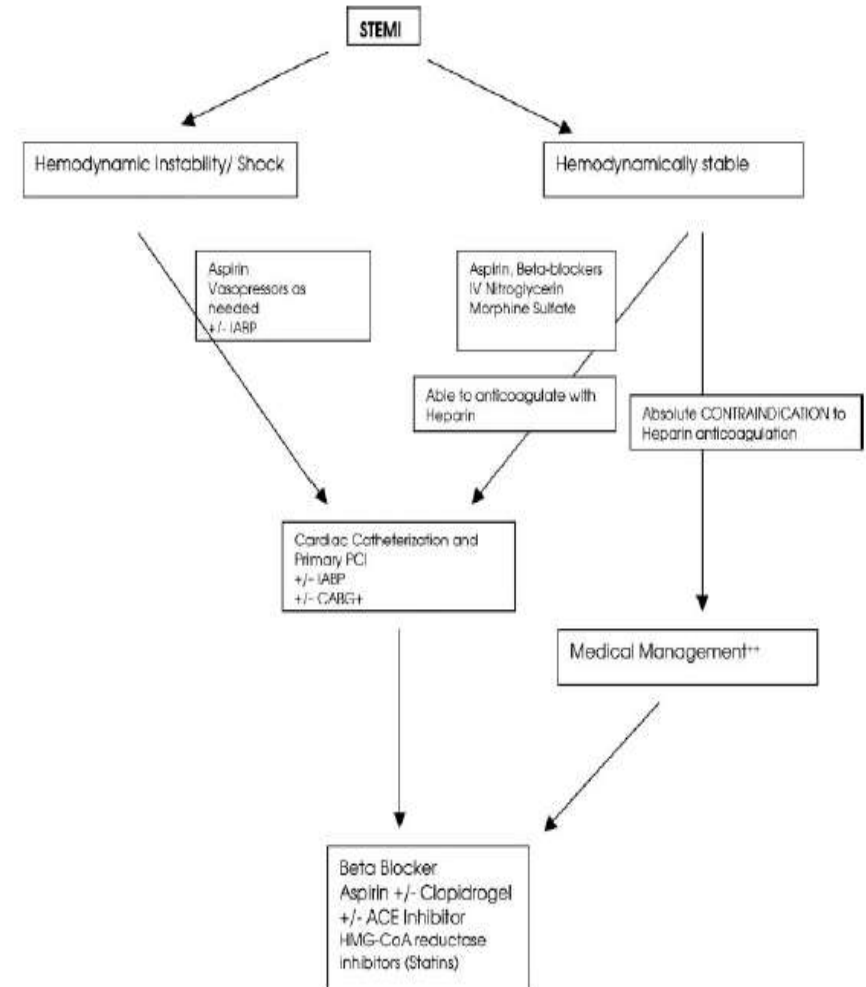 STEMI
Hemodynamic Instability/ Shock
Hemodynamically stable
Aspirin
Vasopressors as
needed
+/- IABP
Aspirin, Beta-blockers
IV Nitroglycerin
Morphine Sulfate
Able to anticoagulate with
Heparin
Absolute CONTRAINDICATION to
Heparin anticoagulation
Cardiac Catheterization and
Primary PCI
+/- IABP
+/- CABG+
Medical Management++
Beta Blocker
Aspirin +/- Clopidrogel
+/- ACE Inhibitor
HMG-CoA reductase
inhibitors (Statins)